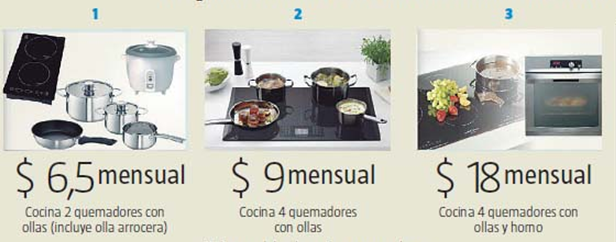 1
2
3
$ 6,5 mensual
$ 9 mensual
$ 18 mensual
Cocina 2 quemadores con
ollas (incluye olla arrocera)
Cocina 4 quemadores
con ollas
Cocina 4 quemadores con
ollas y horno